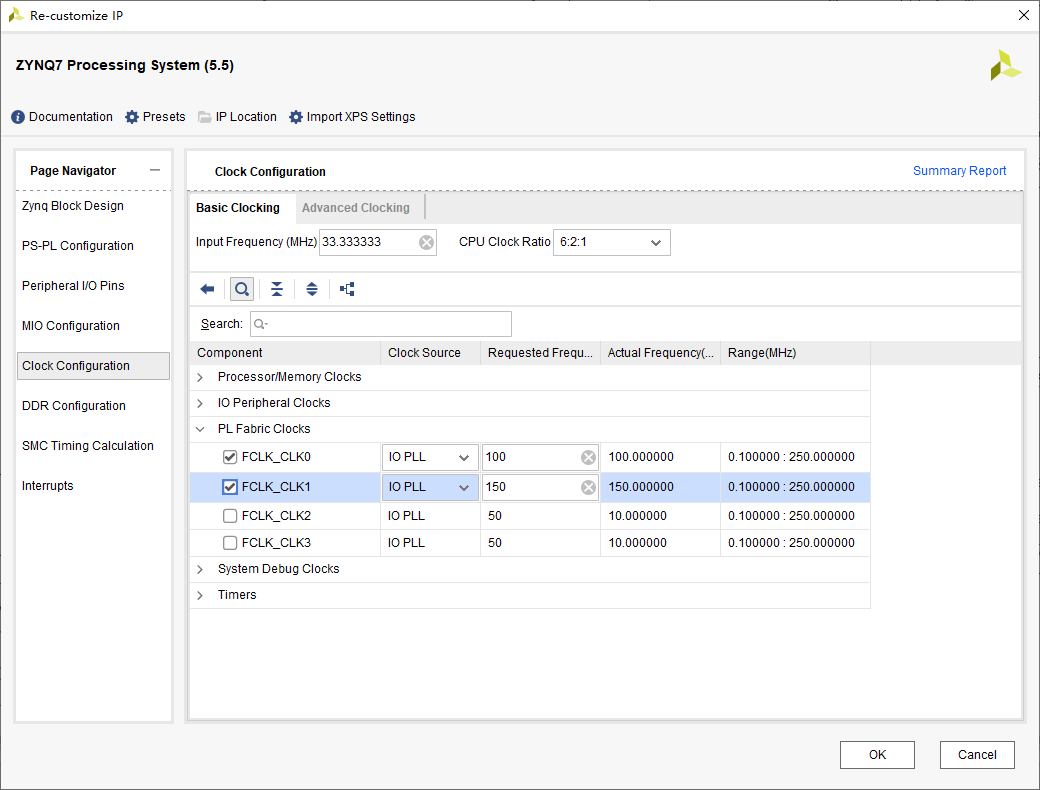 Re-customize IP
ZYNQ7 Processing System (5.5)
Documentation Presets IP Location Import XPS Settings
Page Navigator
Zynq Block Design
PS-PL Configuration
Peripheral I/O Pins
MIO Configuration
Clock Configuration
DDR Configuration
SMC Timing Calculation
Interrupts
Clock Configuration Summary Report
Basic Clocking Advanced Clocking
Input Frequency (MHz) 33.333333 CPU Clock Ratio 6:2:1
Search:
Component Clock Source Requested Frequ... Actual Frequency(... Range(MHz)
Processor/Memory Clocks
IO Peripheral Clocks
PL Fabric Clocks
FCLK_CLK0 IO PLL 100 100.000000 0.100000 : 250.000000
FCLK_CLK1 IO PLL 150 150.000000 0.100000 : 250.000000
FCLK_CLK2 IO PLL 50 10.000000 0.100000 : 250.000000
FCLK_CLK3 IO PLL 50 10.000000 0.100000 : 250.000000
System Debug Clocks
Timers
OK Cancel